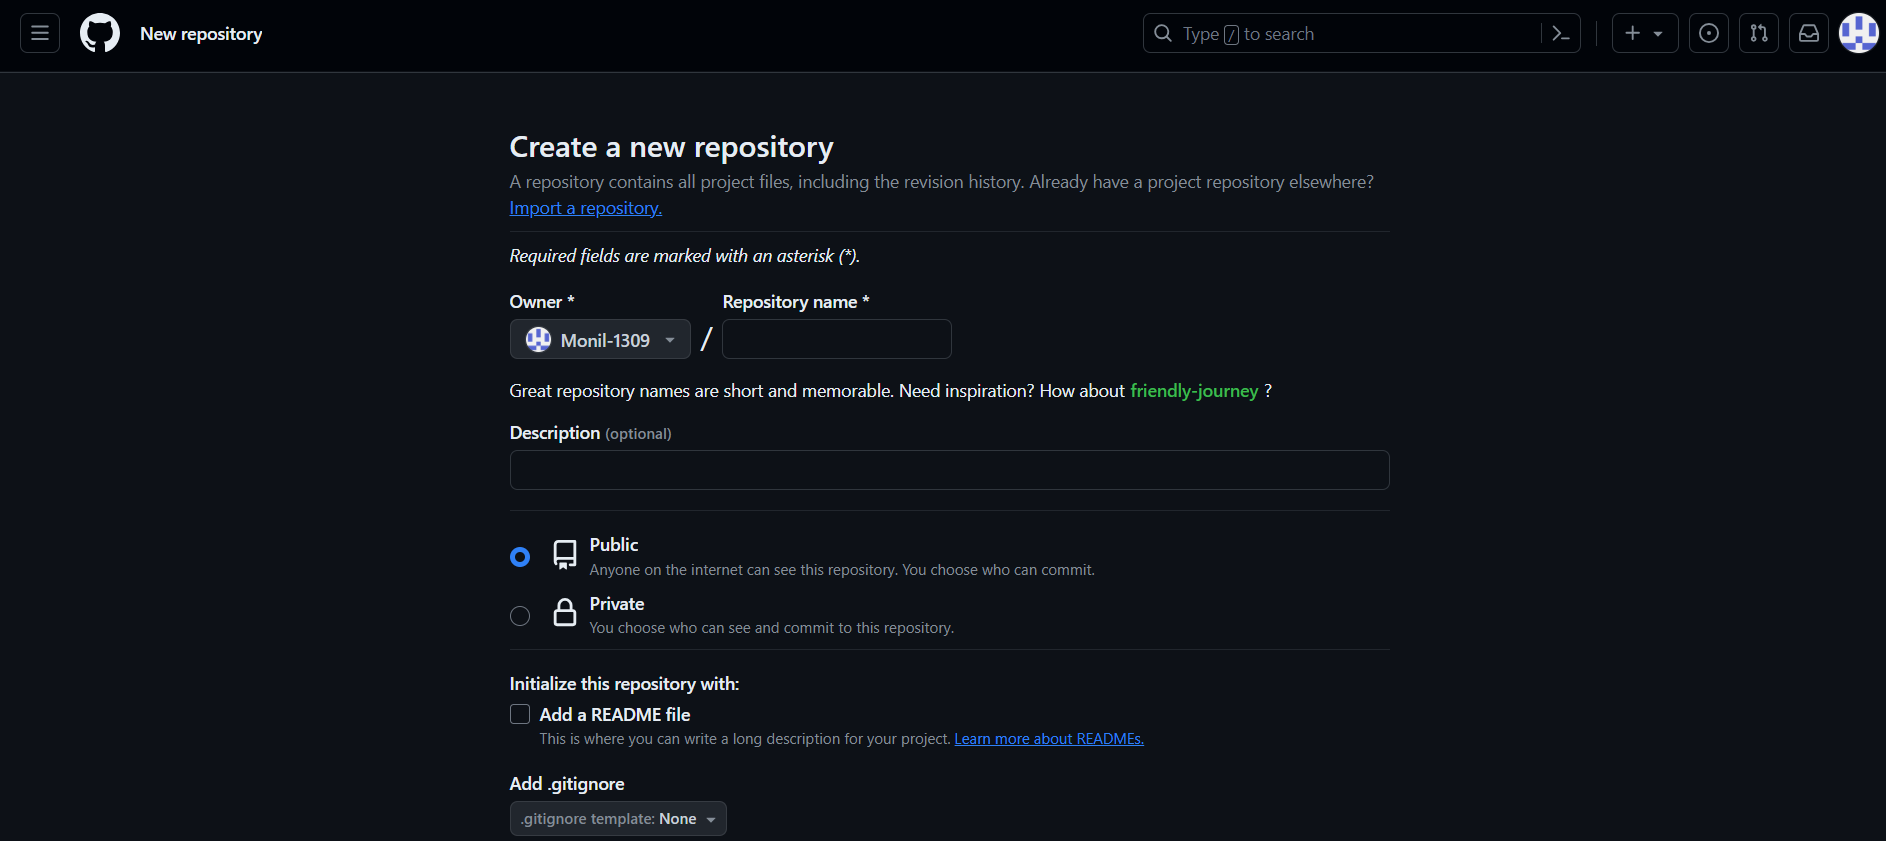 New repository
Type / to search
Create a new repository
A repository contains all project files, including the revision history. Already have a project repository elsewhere?
Import a repository.
Required fields are marked with an asterisk (*).
Owner *
Repository name *
Monil-1309
/
Great repository names are short and memorable. Need inspiration? How about friendly-journey ?
Description (optional)
Public
Anyone on the internet can see this repository. You choose who can commit.
Private
You choose who can see and commit to this repository.
Initialize this repository with:
Add a README file
This is where you can write a long description for your project. Learn more about READMEs.
Add .gitignore
.gitignore template: None